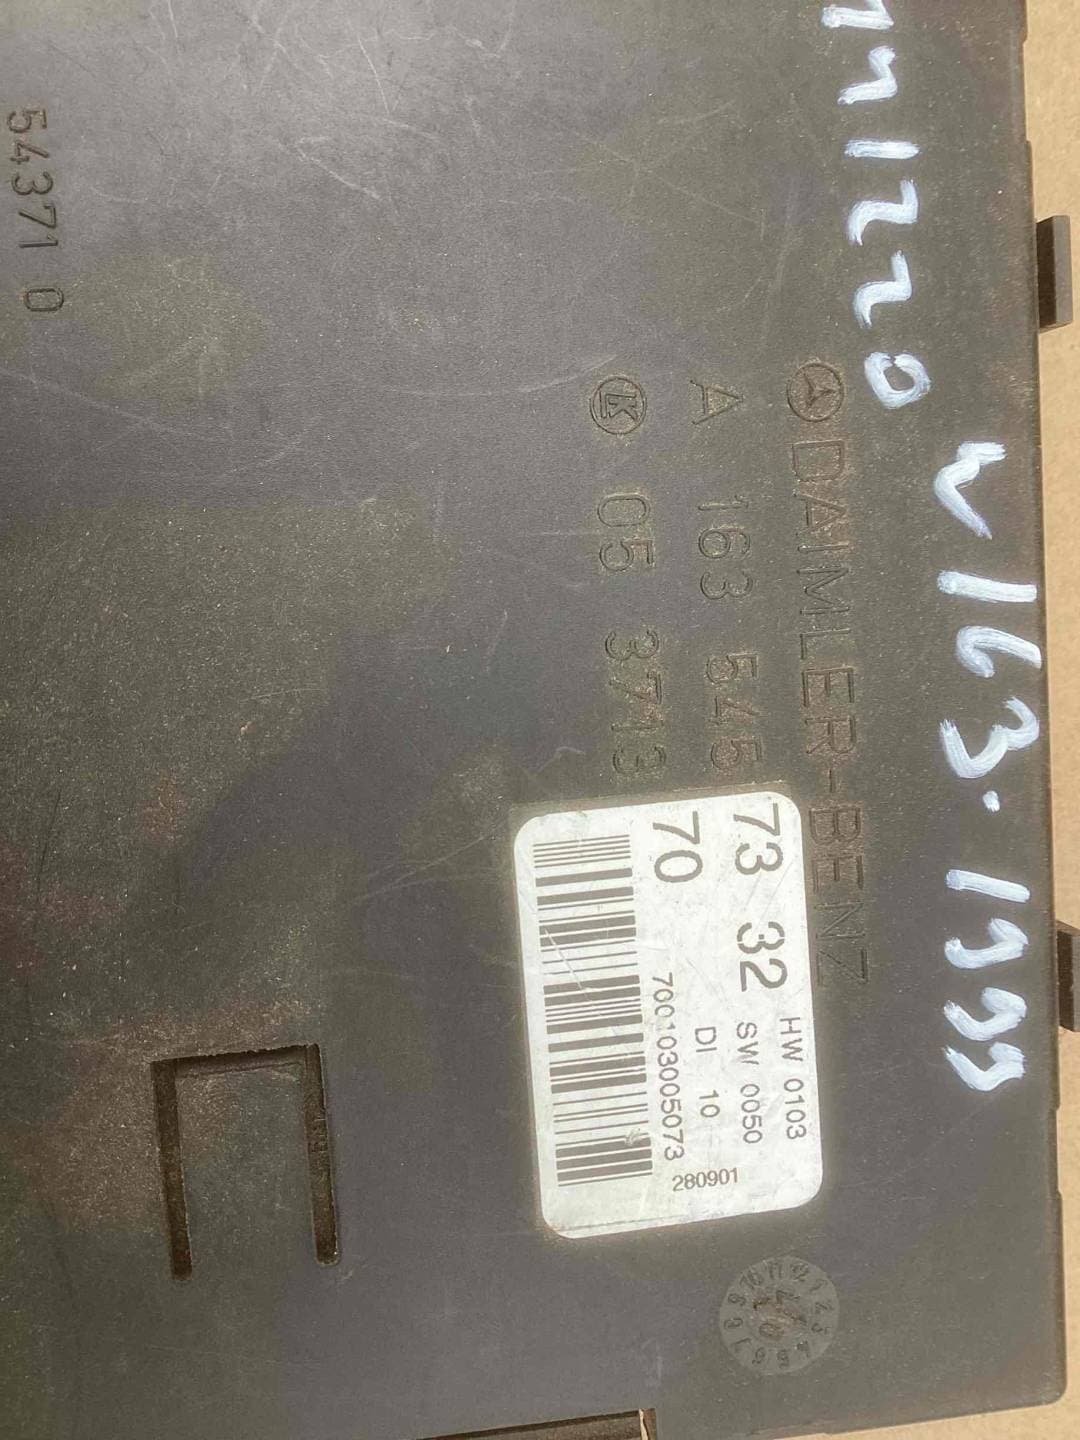 W163. 1999
DAIMLER-BENZ
A 163 545 73 32
K 05 3713 70
HW 0103
SW 0050
DI 10
700103005073
280901
54371 0